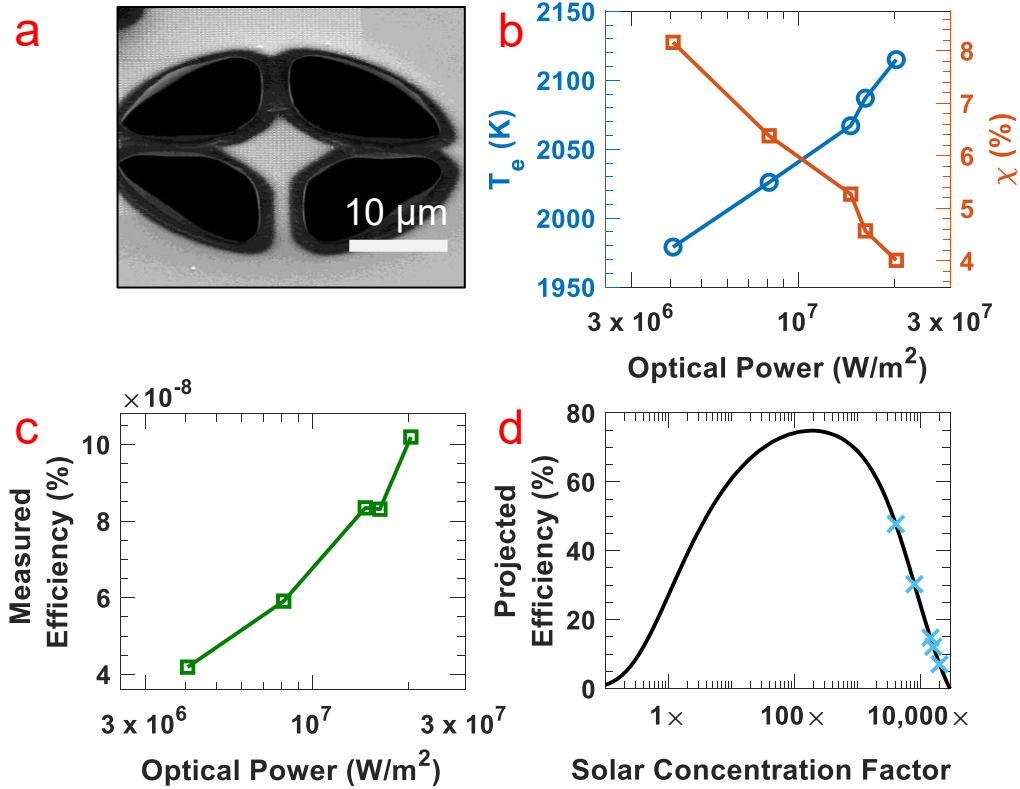 a
10 μm
b
2150
2100
2050
2000
1950
T_e (K)
8
7
6
5
4
χ (%)
3 x 10^6
10^7
3 x 10^7
Optical Power (W/m^2)
c
×10^-8
10
8
6
4
Measured
Efficiency (%)
3 x 10^6
10^7
3 x 10^7
Optical Power (W/m^2)
d
80
60
40
20
0
Projected
Efficiency (%)
1×
100×
10,000×
Solar Concentration Factor